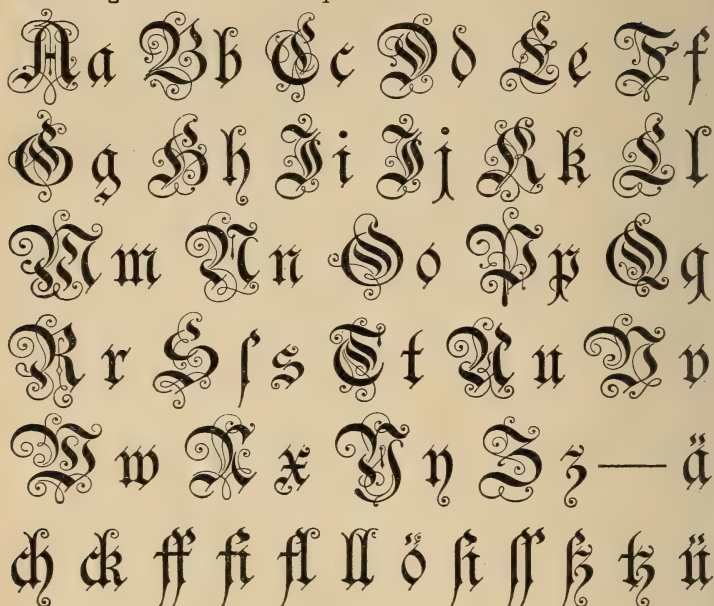 Aa Bb Cc Dd Ee Ff
Gg Hh Ii Jj Kk Ll
Mm Nn Oo Pp Qq
Rr Sſs Tt Uu Vv
Ww Xx Yy Zz — ä
ch ck ff fi fl ll ö ſi ſſ ß tz ü